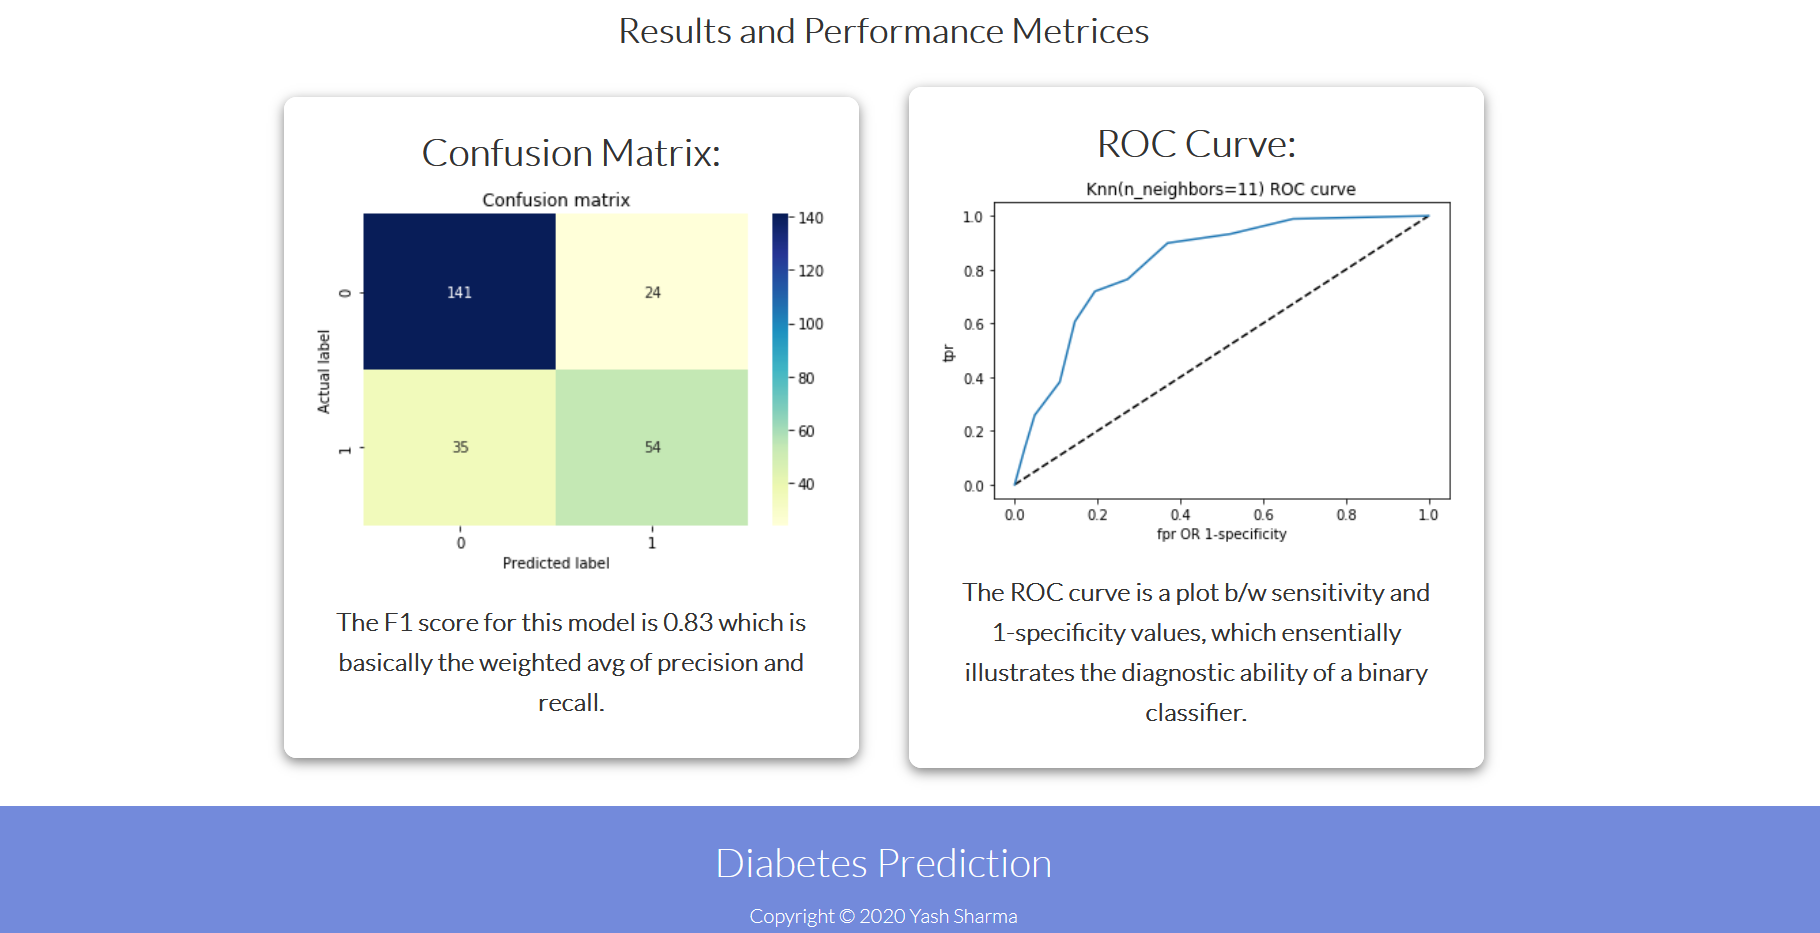 Results and Performance Metrices
Confusion Matrix:
Confusion matrix
141
24
35
54
0
1
Actual label
0
1
Predicted label
140
120
100
80
60
40
The F1 score for this model is 0.83 which is
basically the weighted avg of precision and
recall.
ROC Curve:
Knn(n_neighbors=11) ROC curve
1.0
0.8
0.6
0.4
0.2
0.0
tpr
0.0
0.2
0.4
0.6
0.8
1.0
fpr OR 1-specificity
The ROC curve is a plot b/w sensitivity and
1-specificity values, which ensentially
illustrates the diagnostic ability of a binary
classifier.
Diabetes Prediction
Copyright © 2020 Yash Sharma